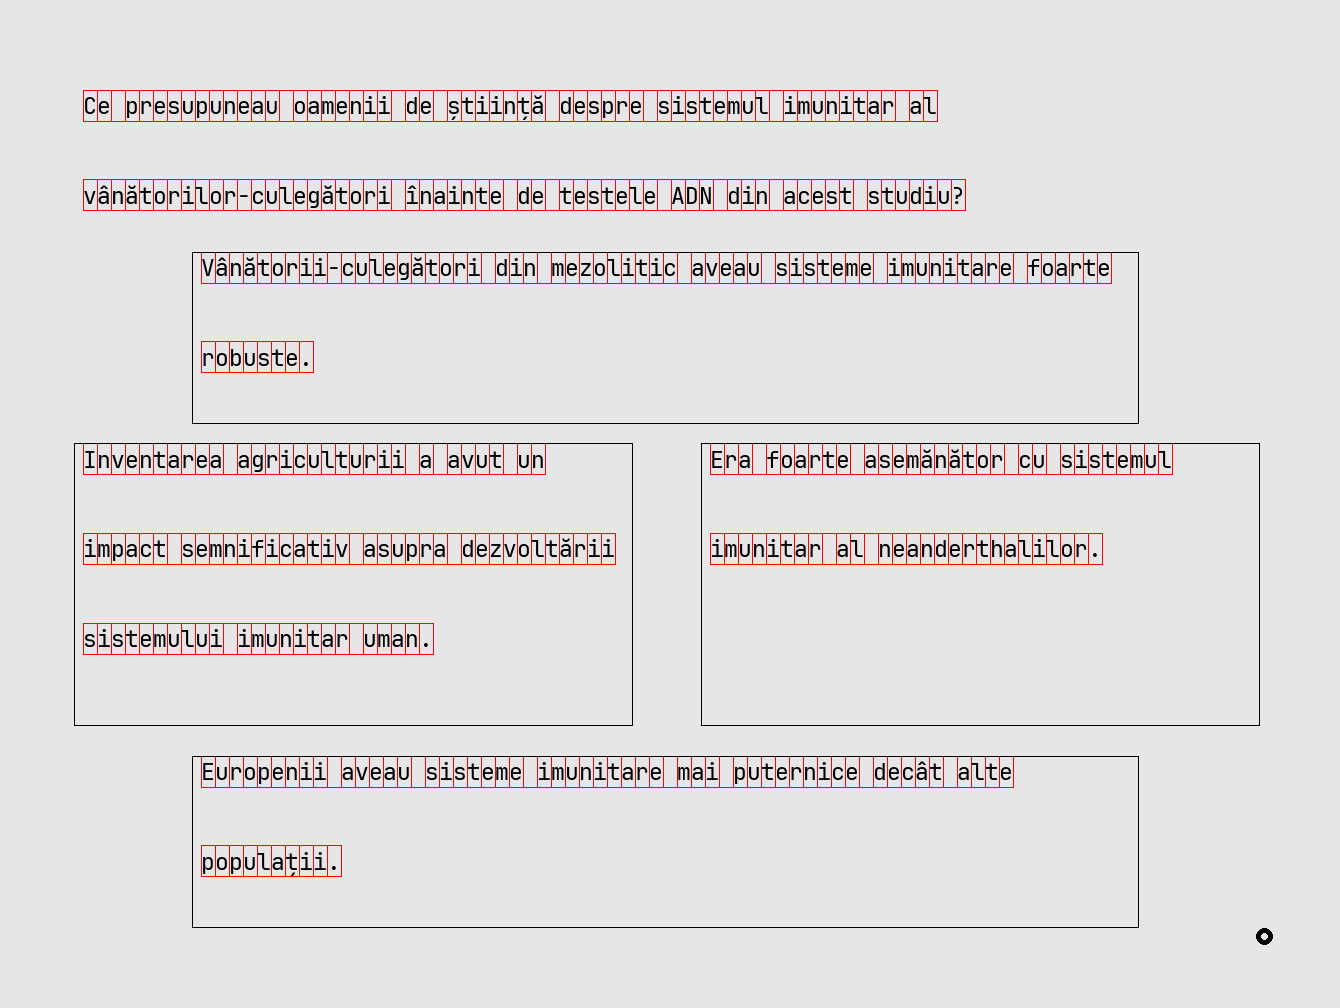 Ce presupuneau oamenii de știință despre sistemul imunitar al
vânătorilor-culegători înainte de testele ADN din acest studiu?
Vânătorii-culegători din mezolitic aveau sisteme imunitare foarte
robuste.
Inventarea agriculturii a avut un
impact semnificativ asupra dezvoltării
sistemului imunitar uman.
Era foarte asemănător cu sistemul
imunitar al neanderthalilor.
Europenii aveau sisteme imunitare mai puternice decât alte
populații.